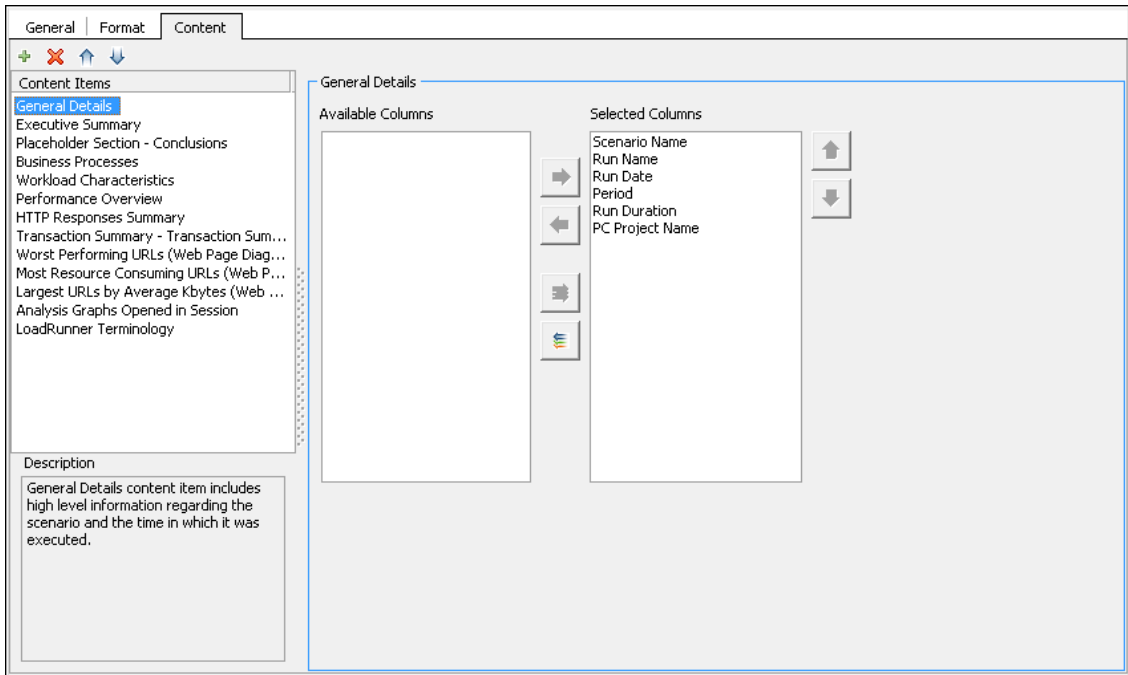 General
Format
Content
Content Items
General Details
Executive Summary
Placeholder Section - Conclusions
Business Processes
Workload Characteristics
Performance Overview
HTTP Responses Summary
Transaction Summary - Transaction Sum...
Worst Performing URLs (Web Page Diag...
Most Resource Consuming URLs (Web P...
Largest URLs by Average Kbytes (Web ...
Analysis Graphs Opened in Session
LoadRunner Terminology
Description
General Details content item includes
high level information regarding the
scenario and the time in which it was
executed.
General Details
Available Columns
Selected Columns
Scenario Name
Run Name
Run Date
Period
Run Duration
PC Project Name